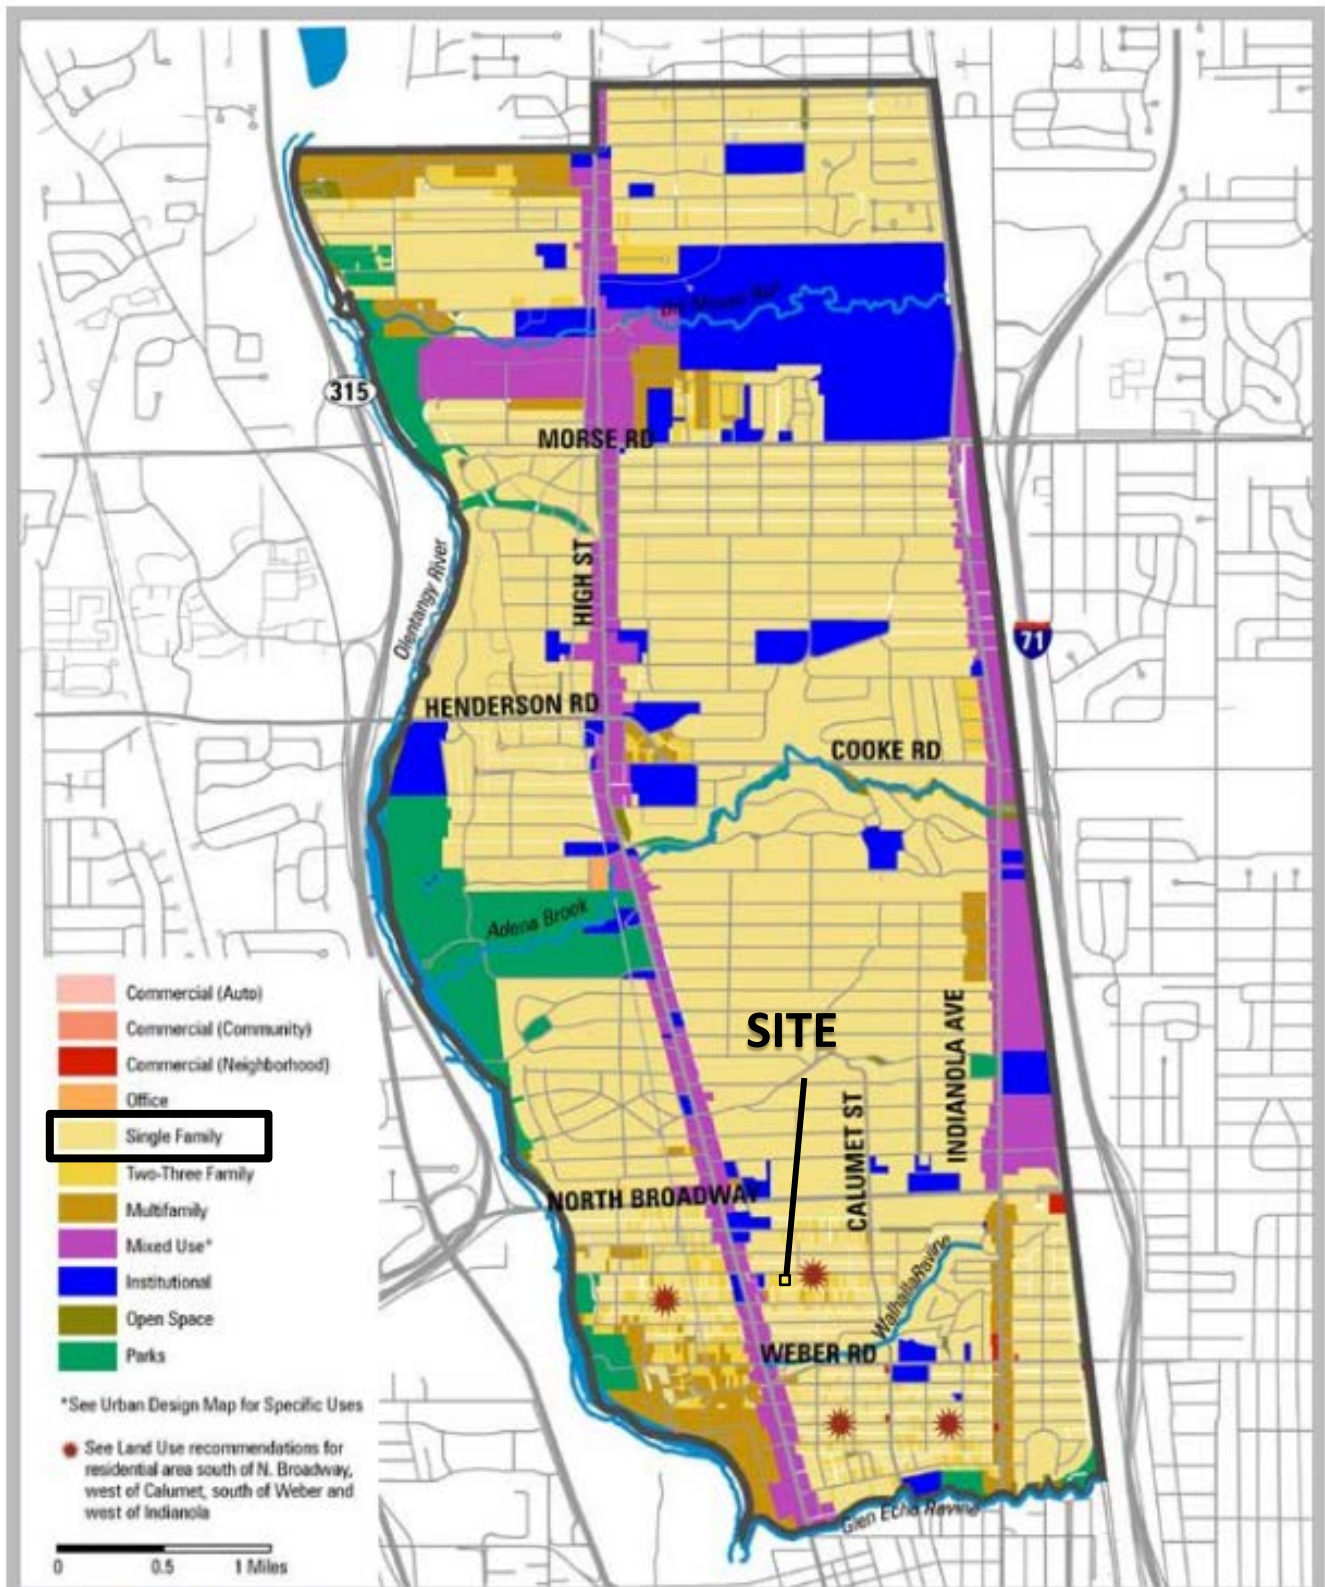 315
MORSE RD
HIGH ST
Olentangy River
71
HENDERSON RD
COOKE RD
Adena Brook
SITE
INDIANOLA AVE
CALUMET ST
NORTH BROADWAY
Walhalla Ravine
WEBER RD
Glen Echo Ravine
Commercial (Auto)
Commercial (Community)
Commercial (Neighborhood)
Office
Single Family
Two-Three Family
Multifamily
Mixed Use*
Institutional
Open Space
Parks
*See Urban Design Map for Specific Uses
See Land Use recommendations for
residential area south of N. Broadway,
west of Calumet, south of Weber and
west of Indianola
0 0.5 1 Miles